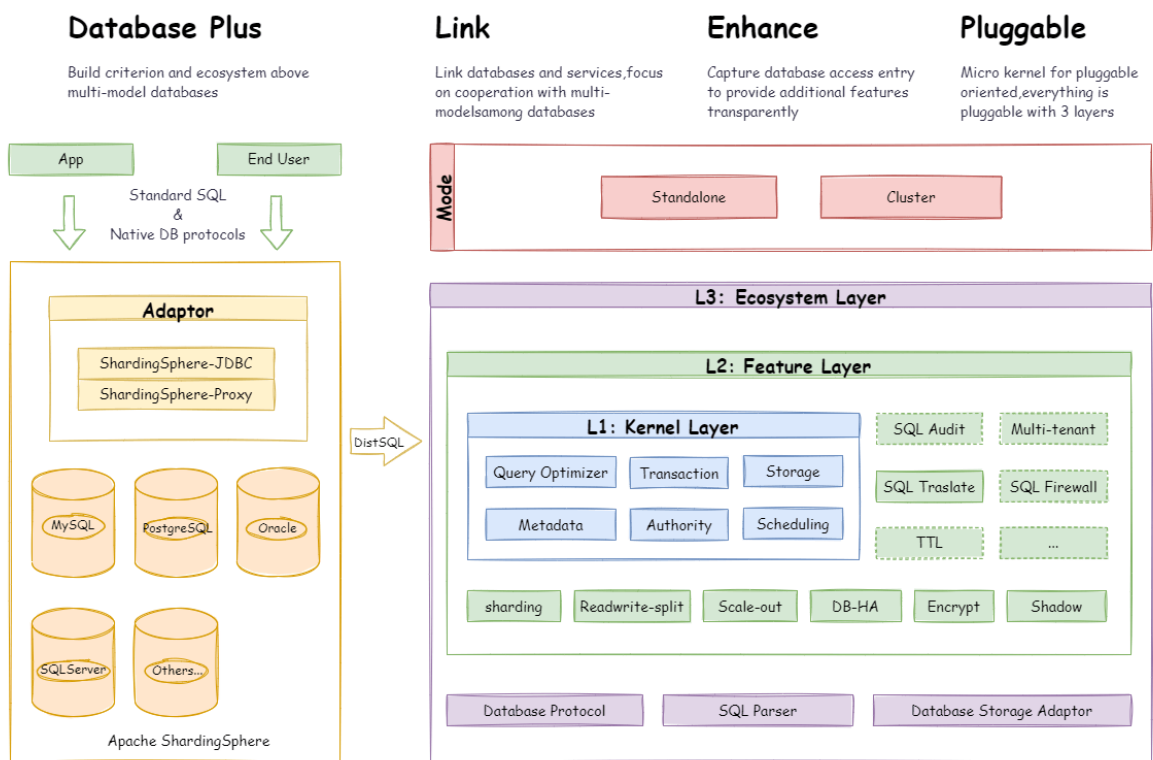 Database Plus
Build criterion and ecosystem above
multi-model databases
Link
Link databases and services,focus
on cooperation with multi-
modelsamong databases
Enhance
Capture database access entry
to provide additional features
transparently
Pluggable
Micro kernel for pluggable
oriented,everything is
pluggable with 3 layers
App
End User
Standard SQL
&
Native DB protocols
Adaptor
ShardingSphere-JDBC
ShardingSphere-Proxy
MySQL
PostgreSQL
Oracle
SQLServer
Others...
Apache ShardingSphere
DistSQL
Mode
Standalone
Cluster
L3: Ecosystem Layer
L2: Feature Layer
L1: Kernel Layer
Query Optimizer
Transaction
Storage
Metadata
Authority
Scheduling
SQL Audit
Multi-tenant
SQL Traslate
SQL Firewall
TTL
...
sharding
Readwrite-split
Scale-out
DB-HA
Encrypt
Shadow
Database Protocol
SQL Parser
Database Storage Adaptor